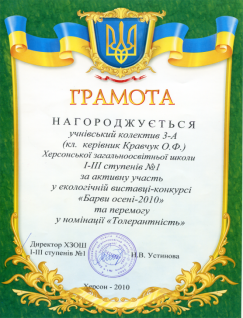 ГРАМОТА
НАГОРОДЖУЄТЬСЯ
учнівський колектив 3-А
(кл. керівник Кравчук О.Ф.)
Херсонської загальноосвітньої школи
І-ІІІ ступенів №1
за активну участь
у екологічній виставці-конкурсі
«Барви осені-2010»
та перемогу
у номінації «Толерантність»
Директор ХЗОШ
І-ІІІ ступенів №1
Н.В. Устинова
Херсон - 2010